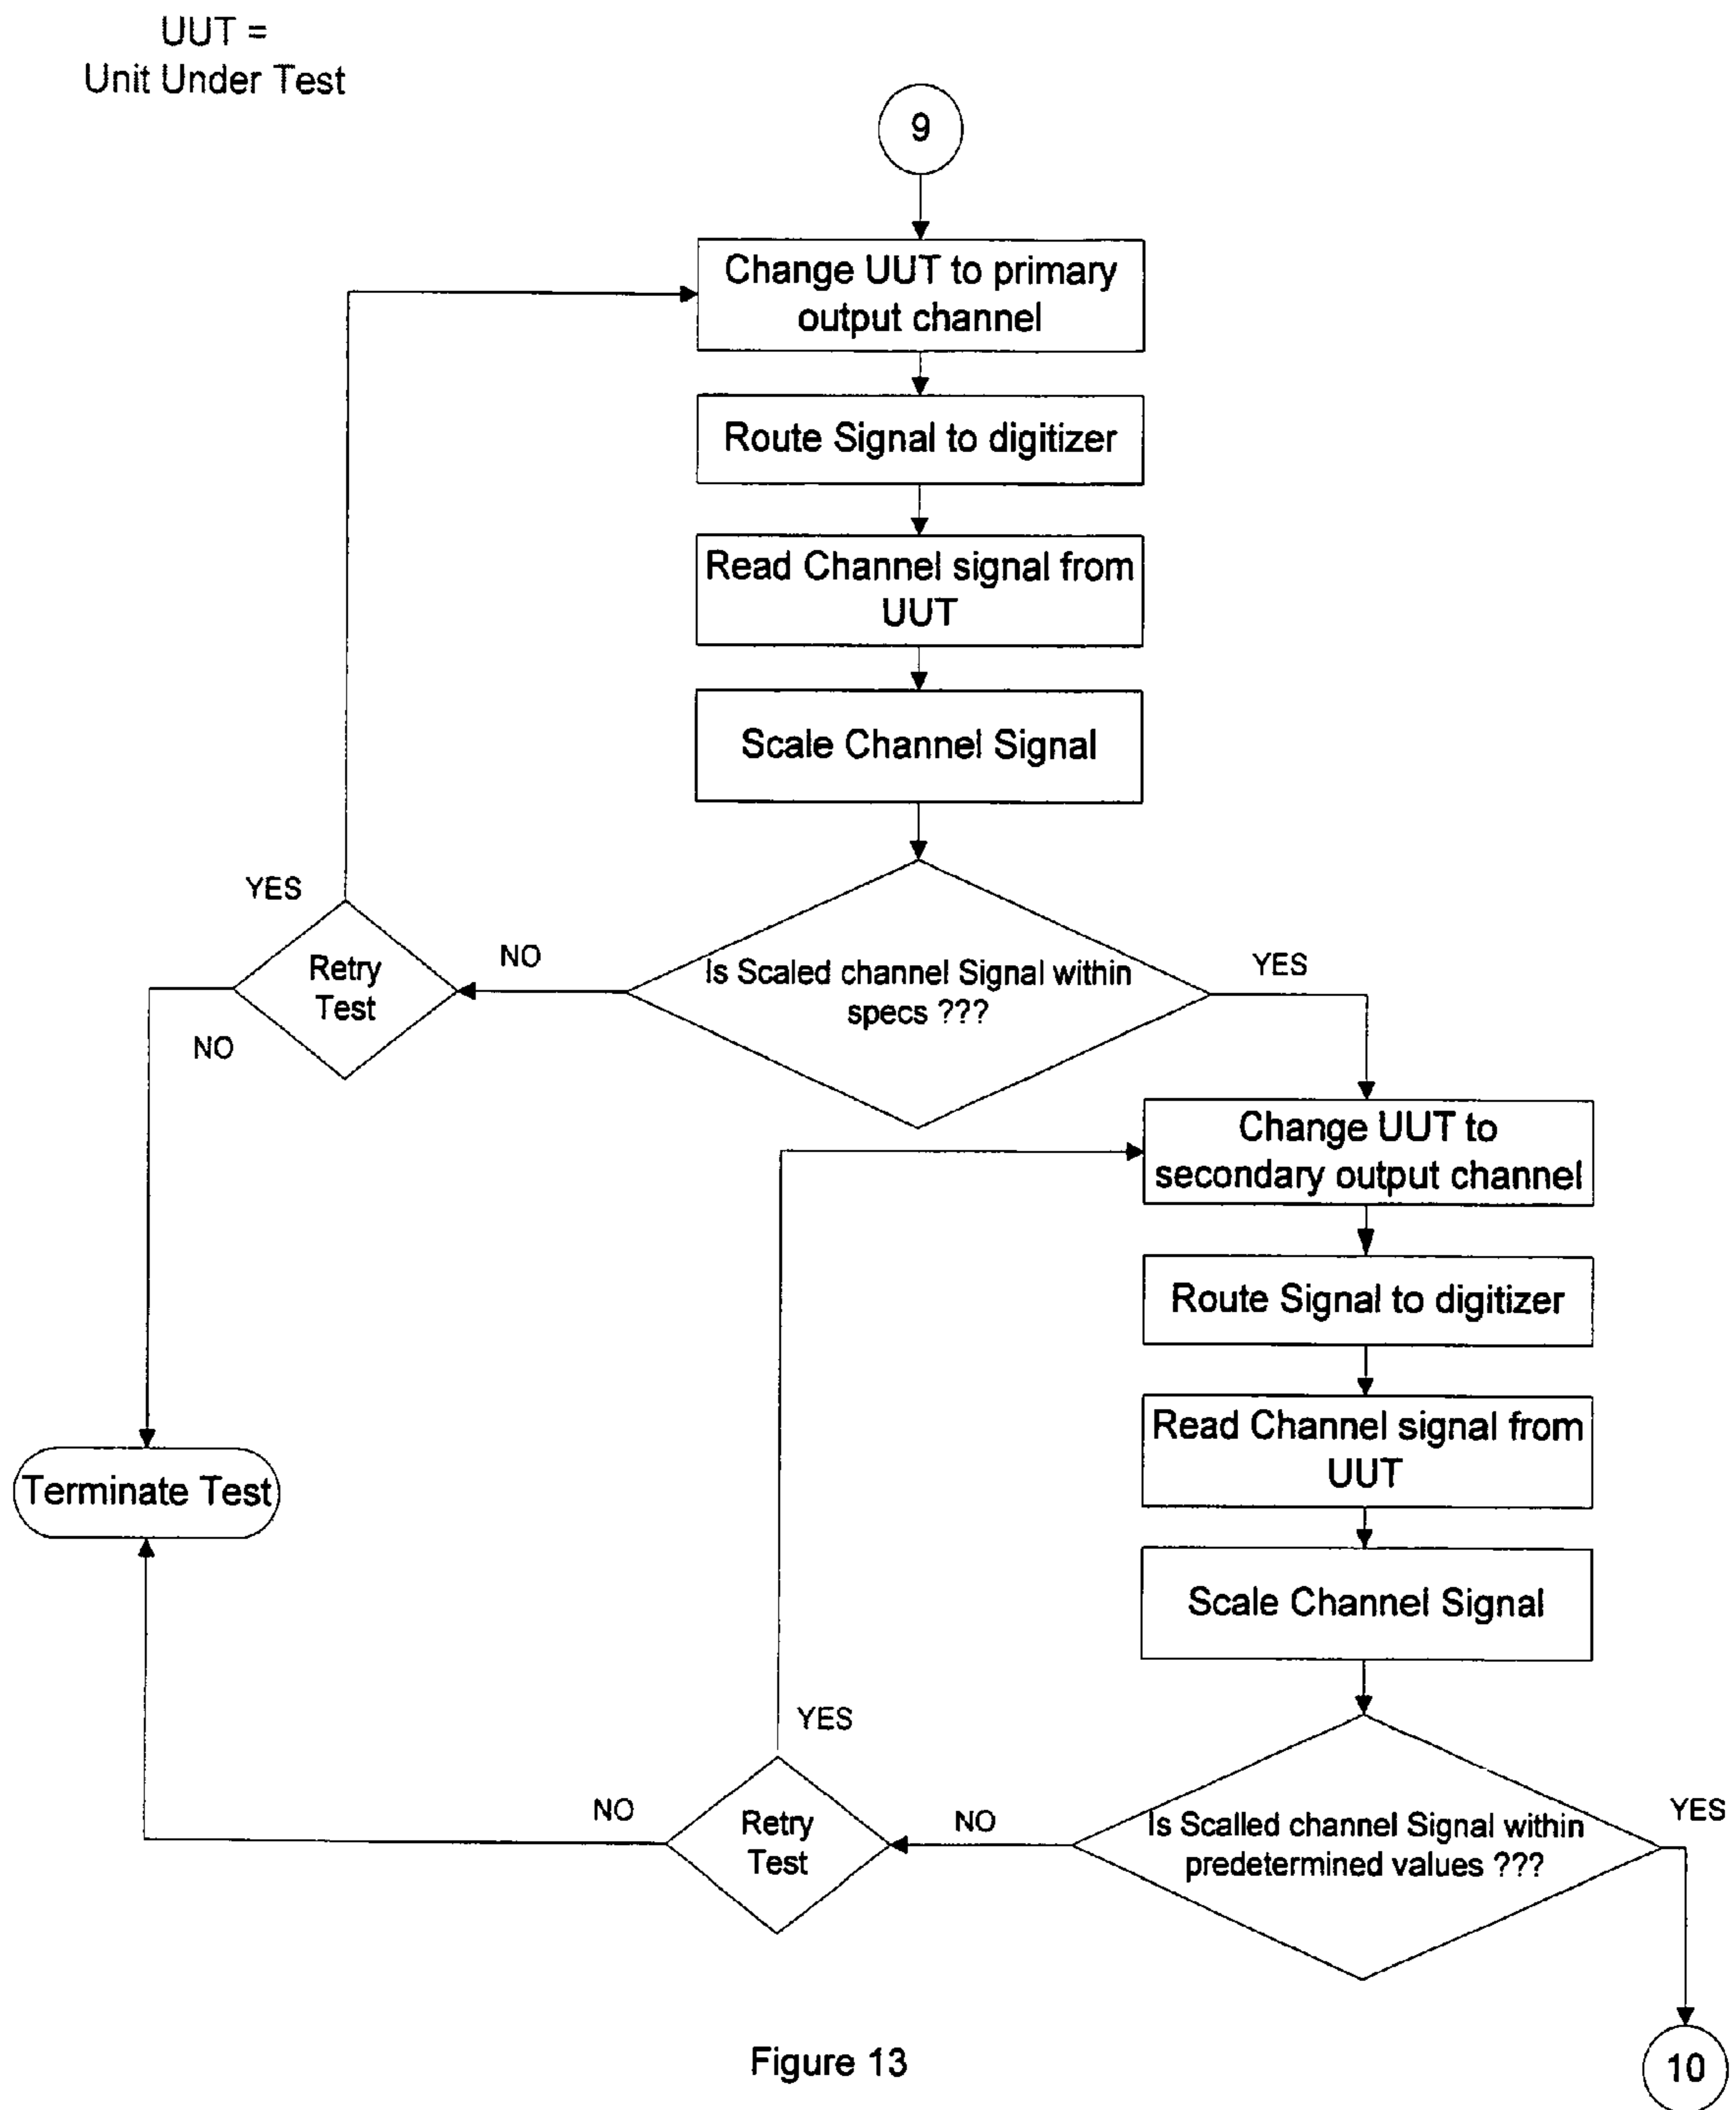 UUT =
Unit Under Test
9
Change UUT to primary
output channel
Route Signal to digitizer
Read Channel signal from
UUT
Scale Channel Signal
YES
Retry
Test
NO
NO
Is Scaled channel Signal within
specs ???
YES
Change UUT to
secondary output channel
Route Signal to digitizer
Read Channel signal from
UUT
Terminate Test
Scale Channel Signal
YES
NO
Retry
Test
NO
Is Scalled channel Signal within
predetermined values ???
YES
Figure 13
10